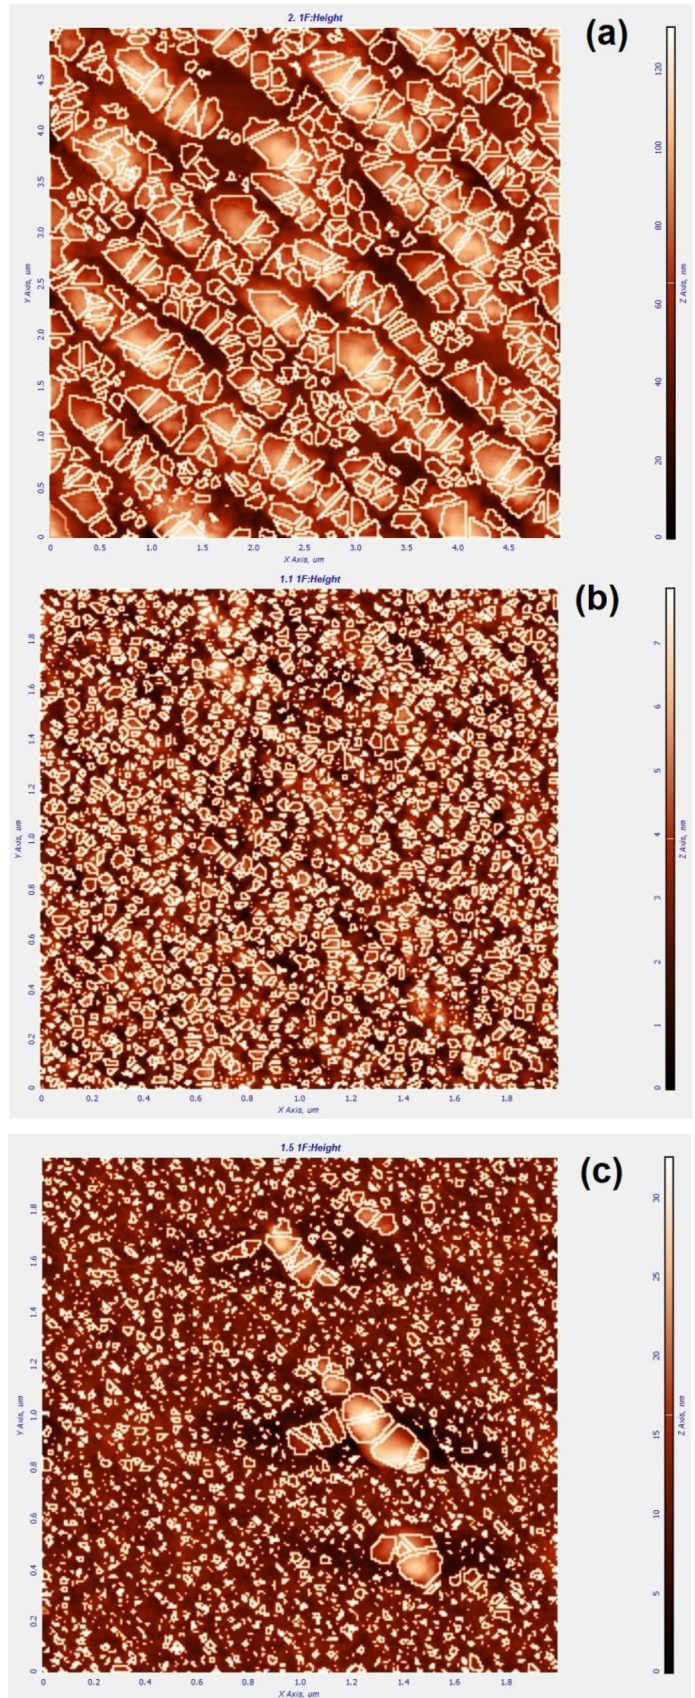 2. 1F:Height
(a)
120
100
80
60
40
20
0
Z Axis, nm
4.5
4.0
3.5
3.0
2.5
2.0
1.5
1.0
0.5
0
Y Axis, um
0 0.5 1.0 1.5 2.0 2.5 3.0 3.5 4.0 4.5
X Axis, um
1.1 1F:Height
(b)
7
6
5
4
3
2
1
0
Z Axis, nm
1.8
1.6
1.4
1.2
1.0
0.8
0.6
0.4
0.2
0
Y Axis, um
0 0.2 0.4 0.6 0.8 1.0 1.2 1.4 1.6 1.8
X Axis, um
1.5 1F:Height
(c)
30
25
20
15
10
5
0
Z Axis, nm
1.8
1.6
1.4
1.2
1.0
0.8
0.6
0.4
0.2
0
Y Axis, um
0 0.2 0.4 0.6 0.8 1.0 1.2 1.4 1.6 1.8
X Axis, um